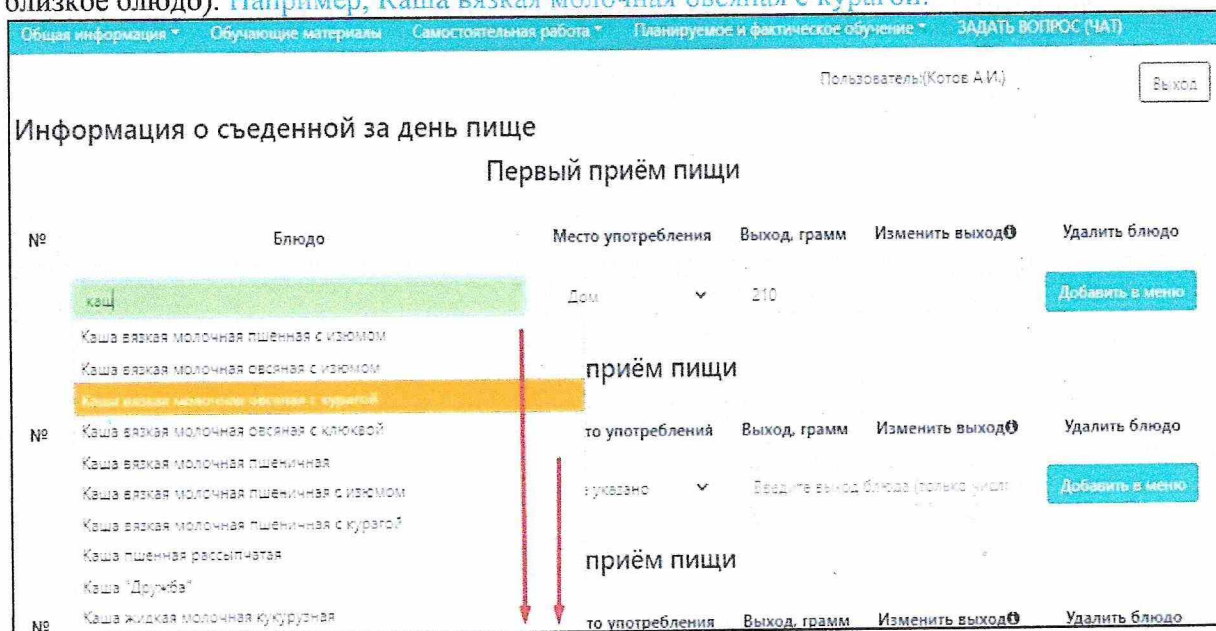 близкое блюдо). Например, Каша вязкая молочная овсяная с курагой.
Общая информация Обучающие материалы Самостоятельная работа Планируемое и фактическое обучение ЗАДАТЬ ВОПРОС (ЧАТ)
Пользователь:(Котов А.И.) Выход
Информация о съеденной за день пище
Первый приём пищи
№ Блюдо Место употребления Выход, грамм Изменить выход Удалить блюдо
кащ Дом 210 Добавить в меню
Каша вязкая молочная пшенная с изюмом
Каша вязкая молочная овсяная с изюмом
приём пищи
Каша вязкая молочная овсяная с курагой
№ Каша вязкая молочная овсяная с клюквой то употребления Выход, грамм Изменить выход Удалить блюдо
Каша вязкая молочная пшеничная
Каша вязкая молочная пшеничная с изюмом указано Введите выход блюда (только число Добавить в меню
Каша вязкая молочная пшеничная с курагой
Каша пшенная рассыпчатая
приём пищи
Каша "Дружба"
№ Каша жидкая молочная кукурузная то употребления Выход, грамм Изменить выход Удалить блюдо